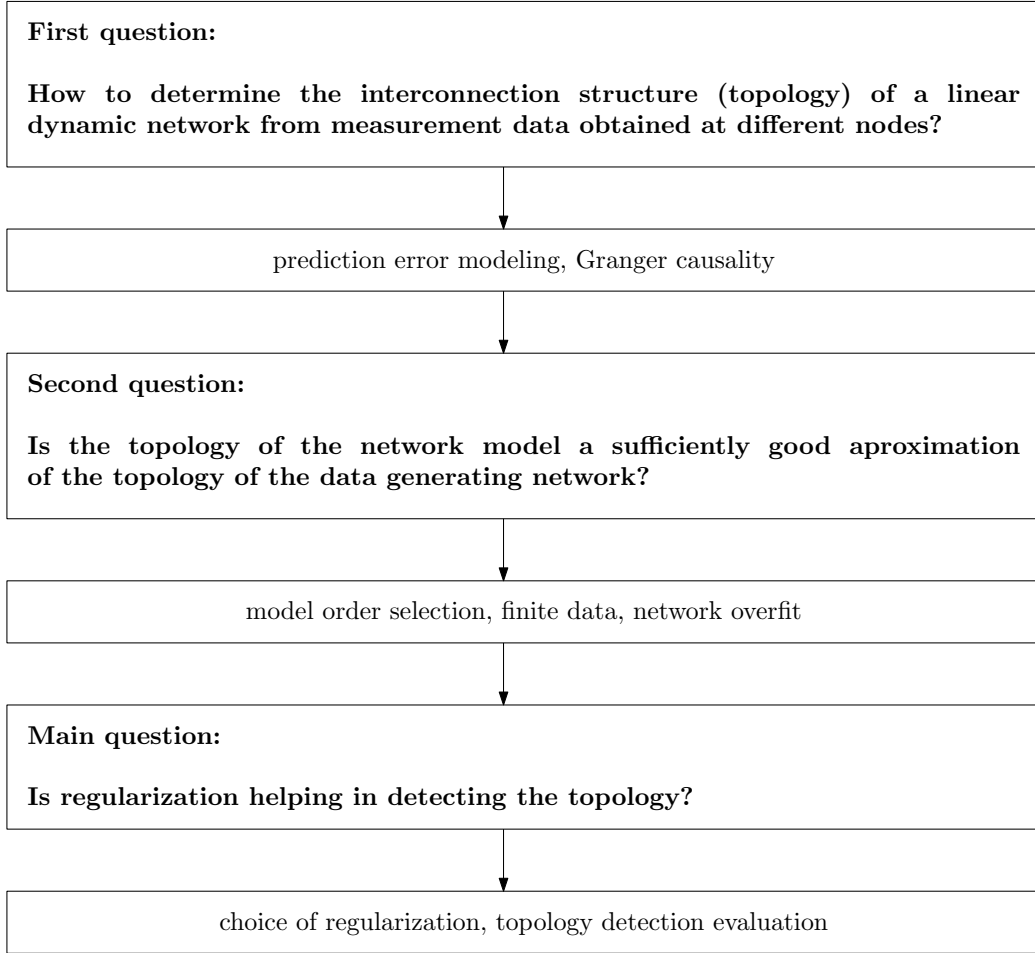 First question:
How to determine the interconnection structure (topology) of a linear
dynamic network from measurement data obtained at different nodes?
prediction error modeling, Granger causality
Second question:
Is the topology of the network model a sufficiently good aproximation
of the topology of the data generating network?
model order selection, finite data, network overfit
Main question:
Is regularization helping in detecting the topology?
choice of regularization, topology detection evaluation